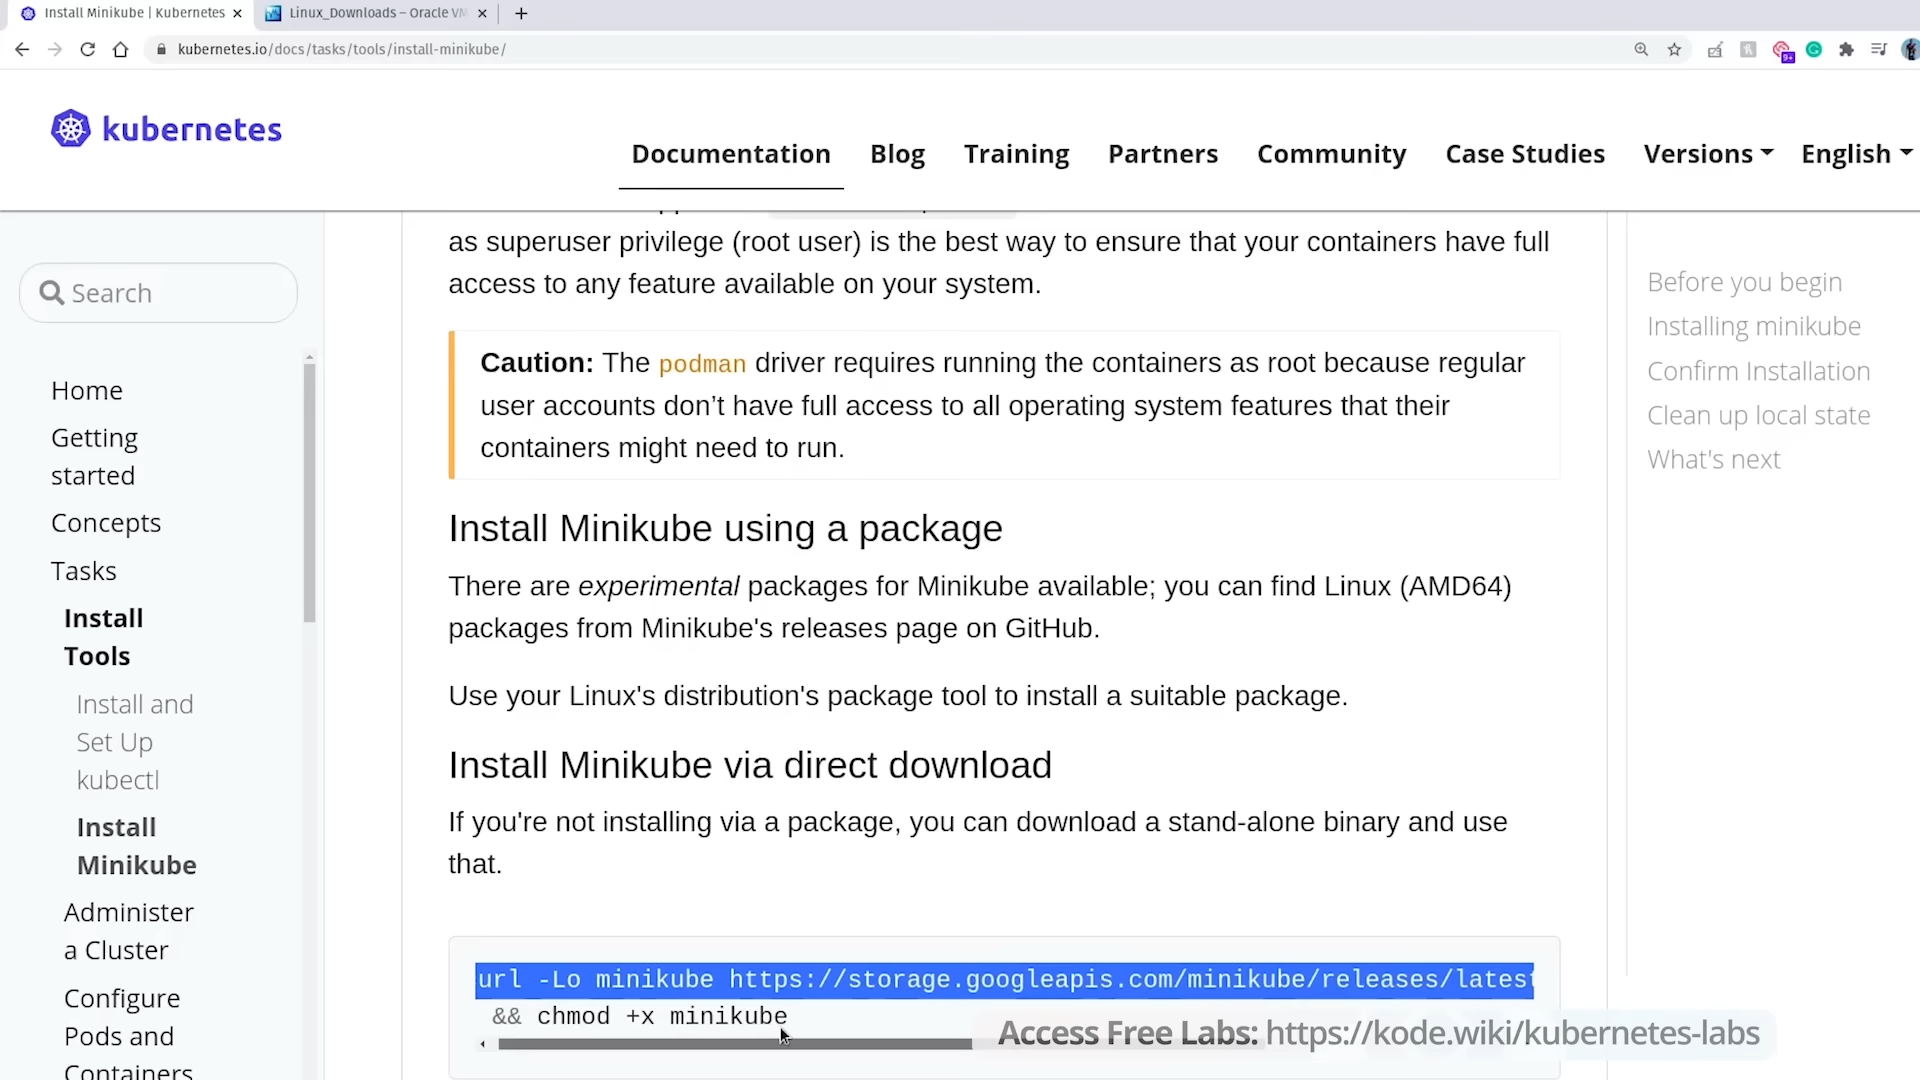 Install Minikube | Kubernetes
Linux_Downloads – Oracle VM
kubernetes.io/docs/tasks/tools/install-minikube/
9+
kubernetes
Documentation
Blog
Training
Partners
Community
Case Studies
Versions
English
Search
Home
Getting
started
Concepts
Tasks
Install
Tools
Install and
Set Up
kubectl
Install
Minikube
Administer
a Cluster
Configure
Pods and
Containers
as superuser privilege (root user) is the best way to ensure that your containers have full
access to any feature available on your system.
Caution: The podman driver requires running the containers as root because regular
user accounts don’t have full access to all operating system features that their
containers might need to run.
Install Minikube using a package
There are experimental packages for Minikube available; you can find Linux (AMD64)
packages from Minikube's releases page on GitHub.
Use your Linux's distribution's package tool to install a suitable package.
Install Minikube via direct download
If you're not installing via a package, you can download a stand-alone binary and use
that.
url -Lo minikube https://storage.googleapis.com/minikube/releases/latest
&& chmod +x minikube
Before you begin
Installing minikube
Confirm Installation
Clean up local state
What's next
Access Free Labs: https://kode.wiki/kubernetes-labs